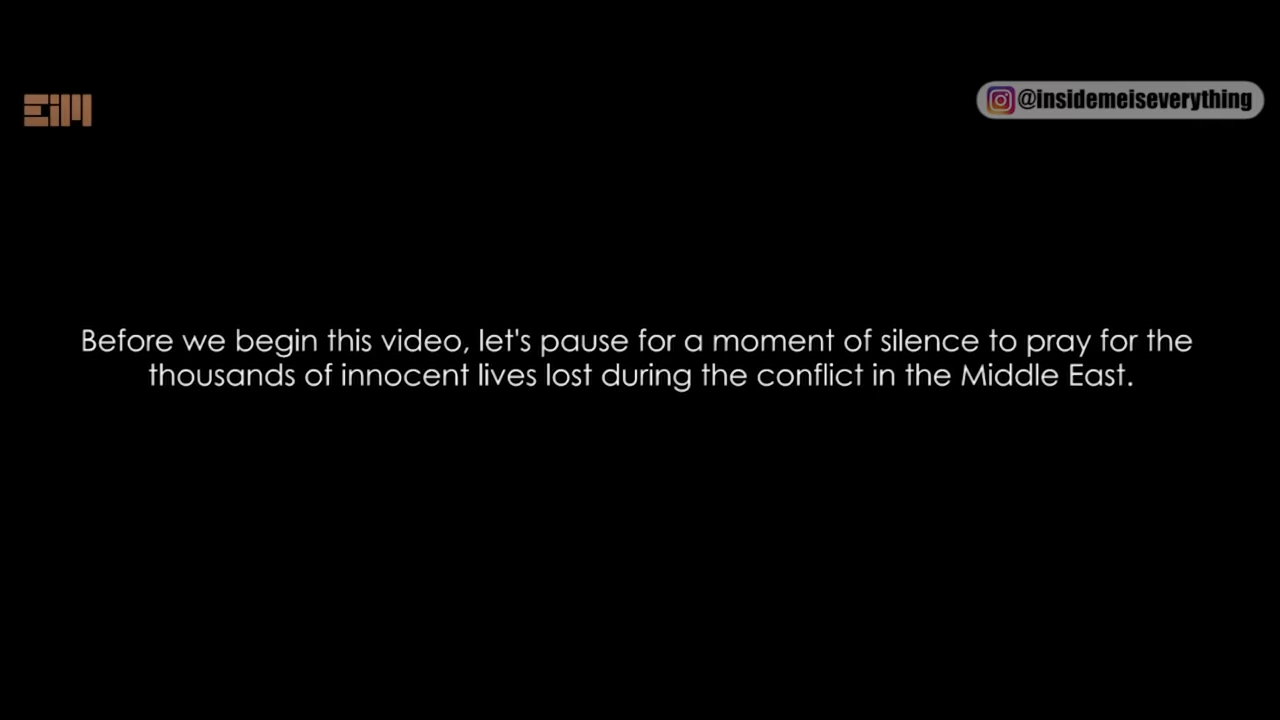 EiM
@insidemeiseverything
Before we begin this video, let's pause for a moment of silence to pray for the
thousands of innocent lives lost during the conflict in the Middle East.